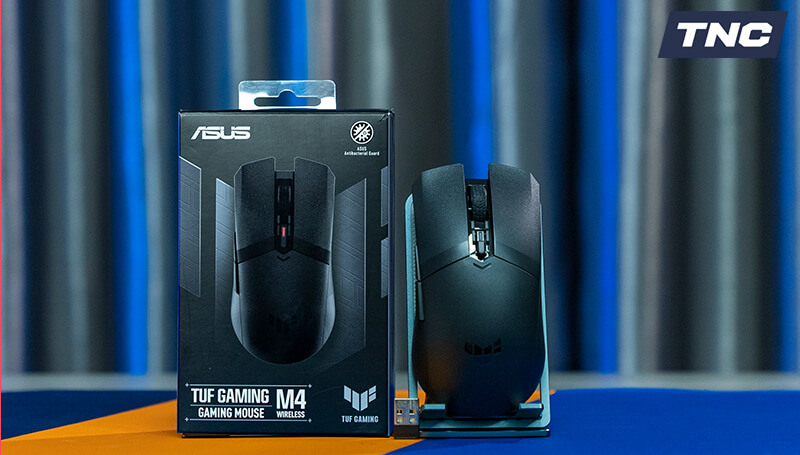 TNC
ASUS
ASUS
Antibacterial Guard
TUF GAMING
GAMING MOUSE
M4
WIRELESS
TUF GAMING